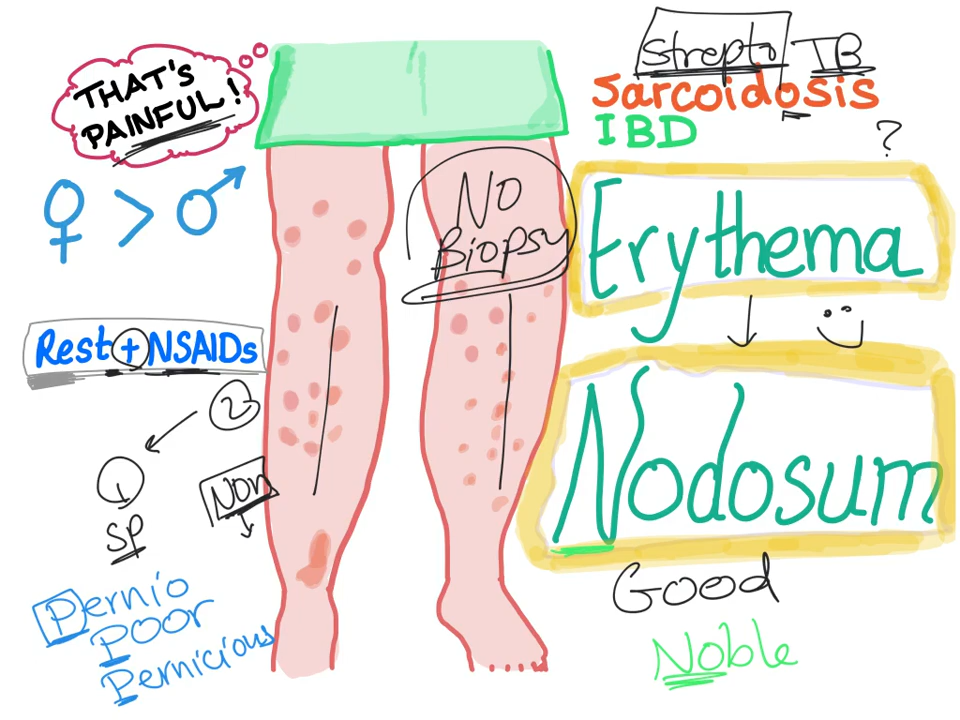 THAT'S
PAINFUL!
♀ > ♂
Rest + NSAIDs
2
1
SP
Non
Pernio
Poor
Pernicious
No
Biopsy
Strepto TB
Sarcoidosis
IBD
?
Erythema
Nodosum
Good
Noble